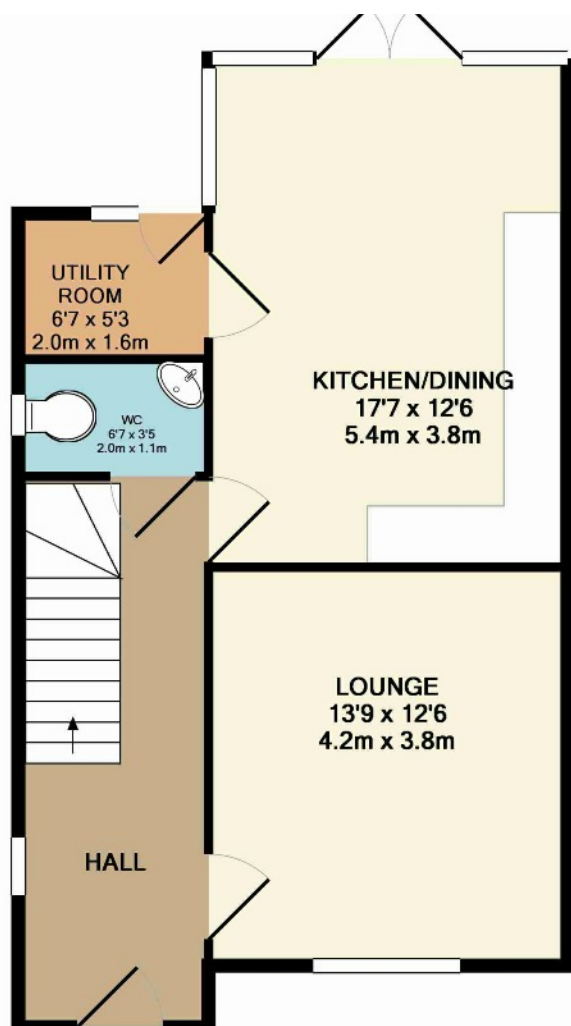 UTILITY
ROOM
6'7 x 5'3
2.0m x 1.6m
WC
6'7 x 3'5
2.0m x 1.1m
KITCHEN/DINING
17'7 x 12'6
5.4m x 3.8m
LOUNGE
13'9 x 12'6
4.2m x 3.8m
HALL